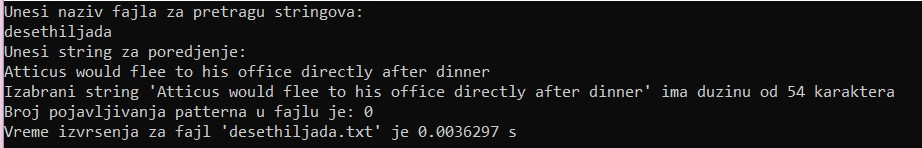 Unesi naziv fajla za pretragu stringova:
desethiljada
Unesi string za poredjenje:
Atticus would flee to his office directly after dinner
Izabrani string 'Atticus would flee to his office directly after dinner' ima duzinu od 54 karaktera
Broj pojavljivanja patterna u fajlu je: 0
Vreme izvrsenja za fajl 'desethiljada.txt' je 0.0036297 s